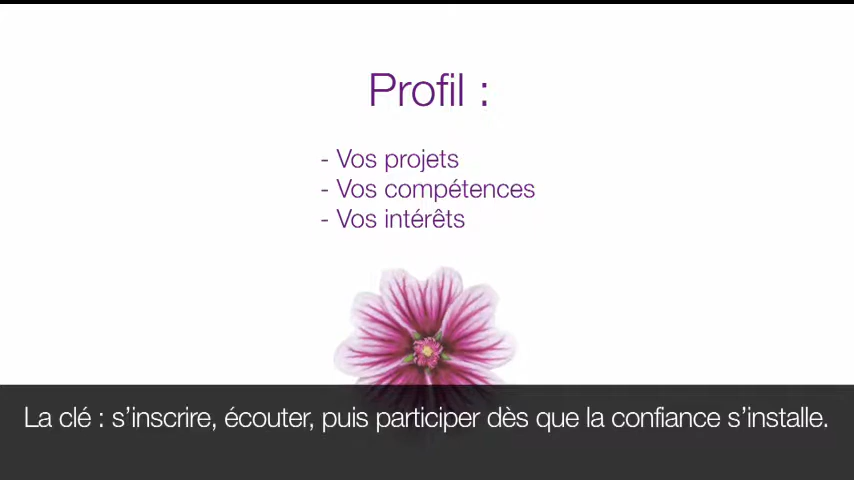 Profil :
- Vos projets
- Vos compétences
- Vos intérêts
La clé : s’inscrire, écouter, puis participer dès que la confiance s’installe.